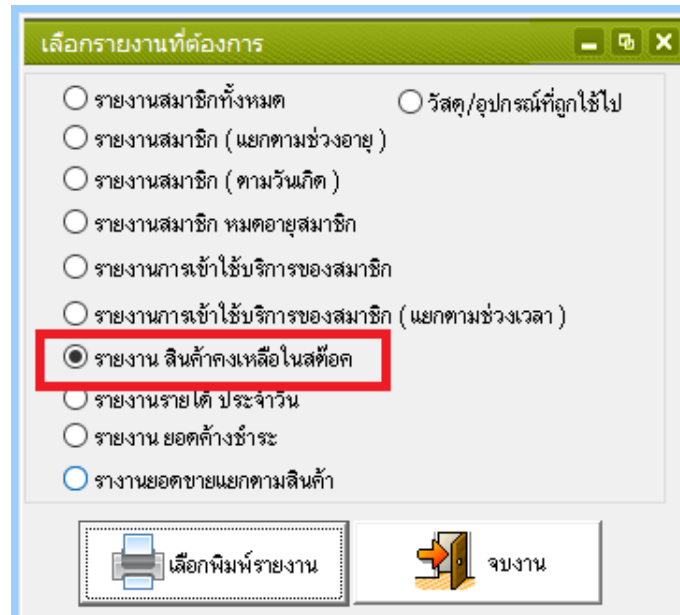 เลือกรายงานที่ต้องการ
รายงานสมาชิกทั้งหมด วัสดุ/อุปกรณ์ที่ถูกใช้ไป
รายงานสมาชิก ( แยกตามช่วงอายุ )
รายงานสมาชิก ( ตามวันเกิด )
รายงานสมาชิก หมดอายุสมาชิก
รายงานการเข้าใช้บริการของสมาชิก
รายงานการเข้าใช้บริการของสมาชิก ( แยกตามช่วงเวลา )
รายงาน สินค้าคงเหลือในสต๊อค
รายงานรายได้ ประจำวัน
รายงาน ยอดค้างชำระ
รางานยอดขายแยกตามสินค้า
เลือกพิมพ์รายงาน จบงาน